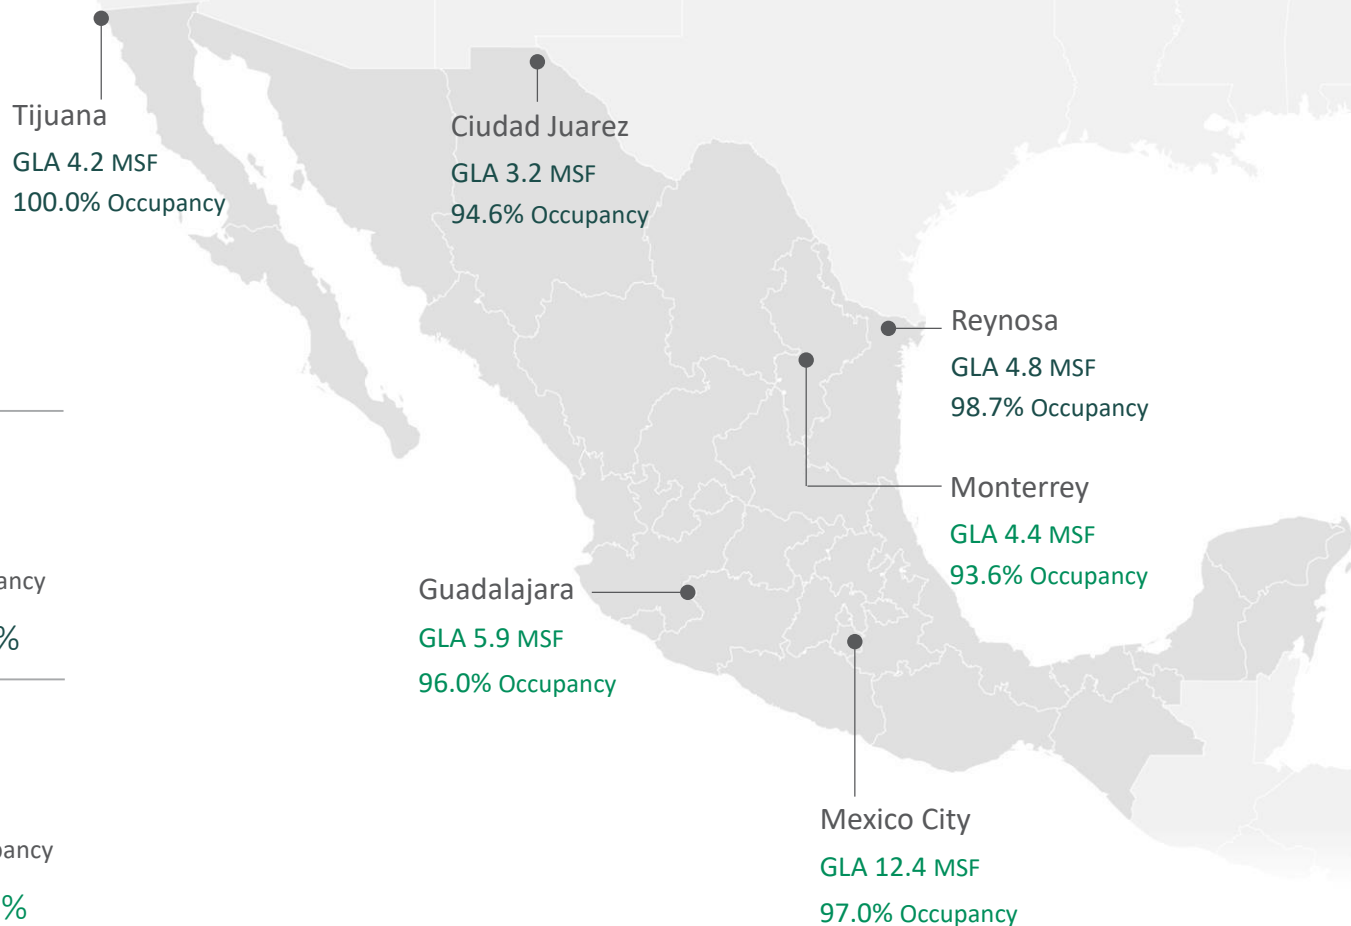 Tijuana
GLA 4.2 MSF
100.0% Occupancy
Ciudad Juarez
GLA 3.2 MSF
94.6% Occupancy
Reynosa
GLA 4.8 MSF
98.7% Occupancy
Monterrey
GLA 4.4 MSF
93.6% Occupancy
Guadalajara
GLA 5.9 MSF
96.0% Occupancy
Mexico City
GLA 12.4 MSF
97.0% Occupancy
%
%